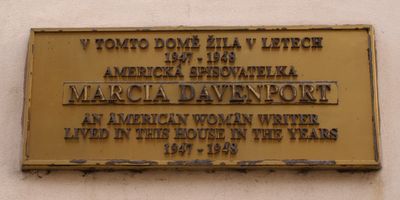 V TOMTO DOMĚ ŽILA V LETECH
1947 - 1948
AMERICKÁ SPISOVATELKA
MARCIA DAVENPORT
AN AMERICAN WOMAN WRITER
LIVED IN THIS HOUSE IN THE YEARS
1947 - 1948